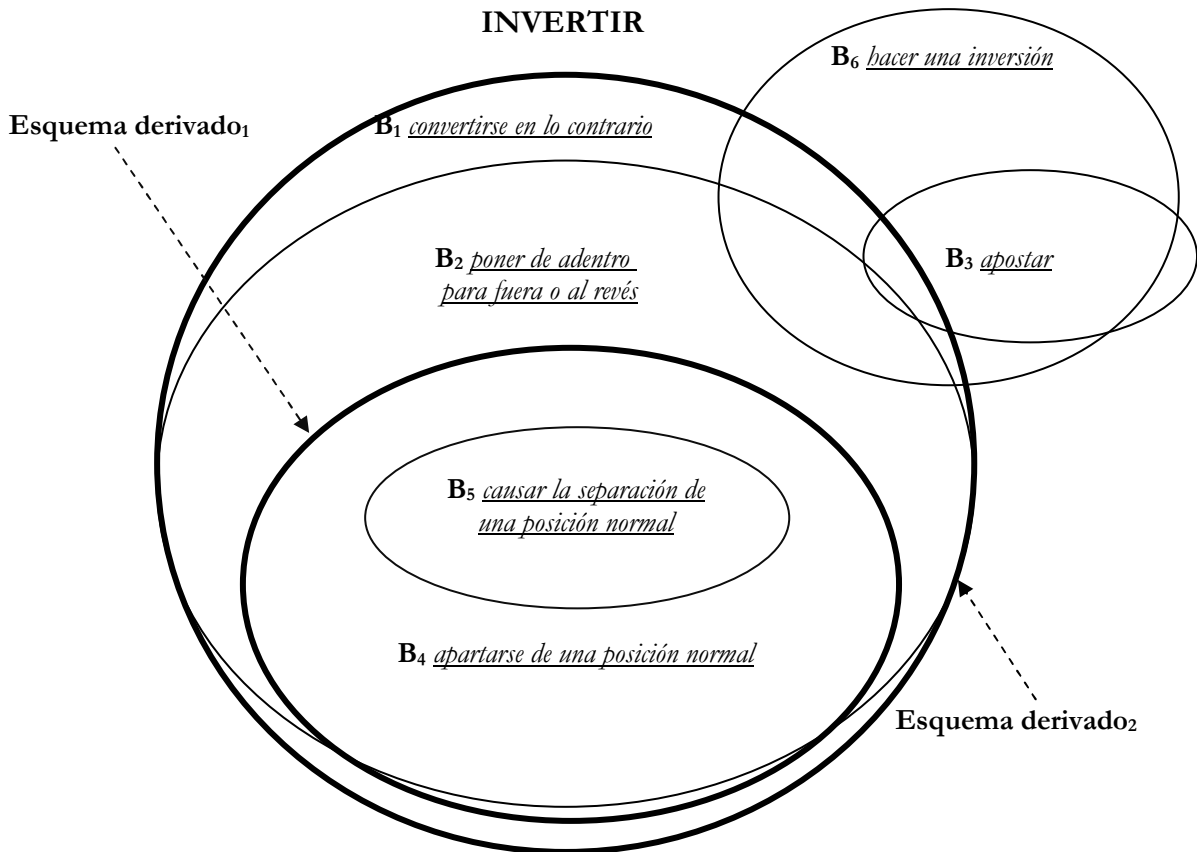 INVERTIR
B₆ hacer una inversión
Esquema derivado₁
B₁ convertirse en lo contrario
B₂ poner de adentro
para fuera o al revés
B₃ apostar
B₅ causar la separación de
una posición normal
B₄ apartarse de una posición normal
Esquema derivado₂